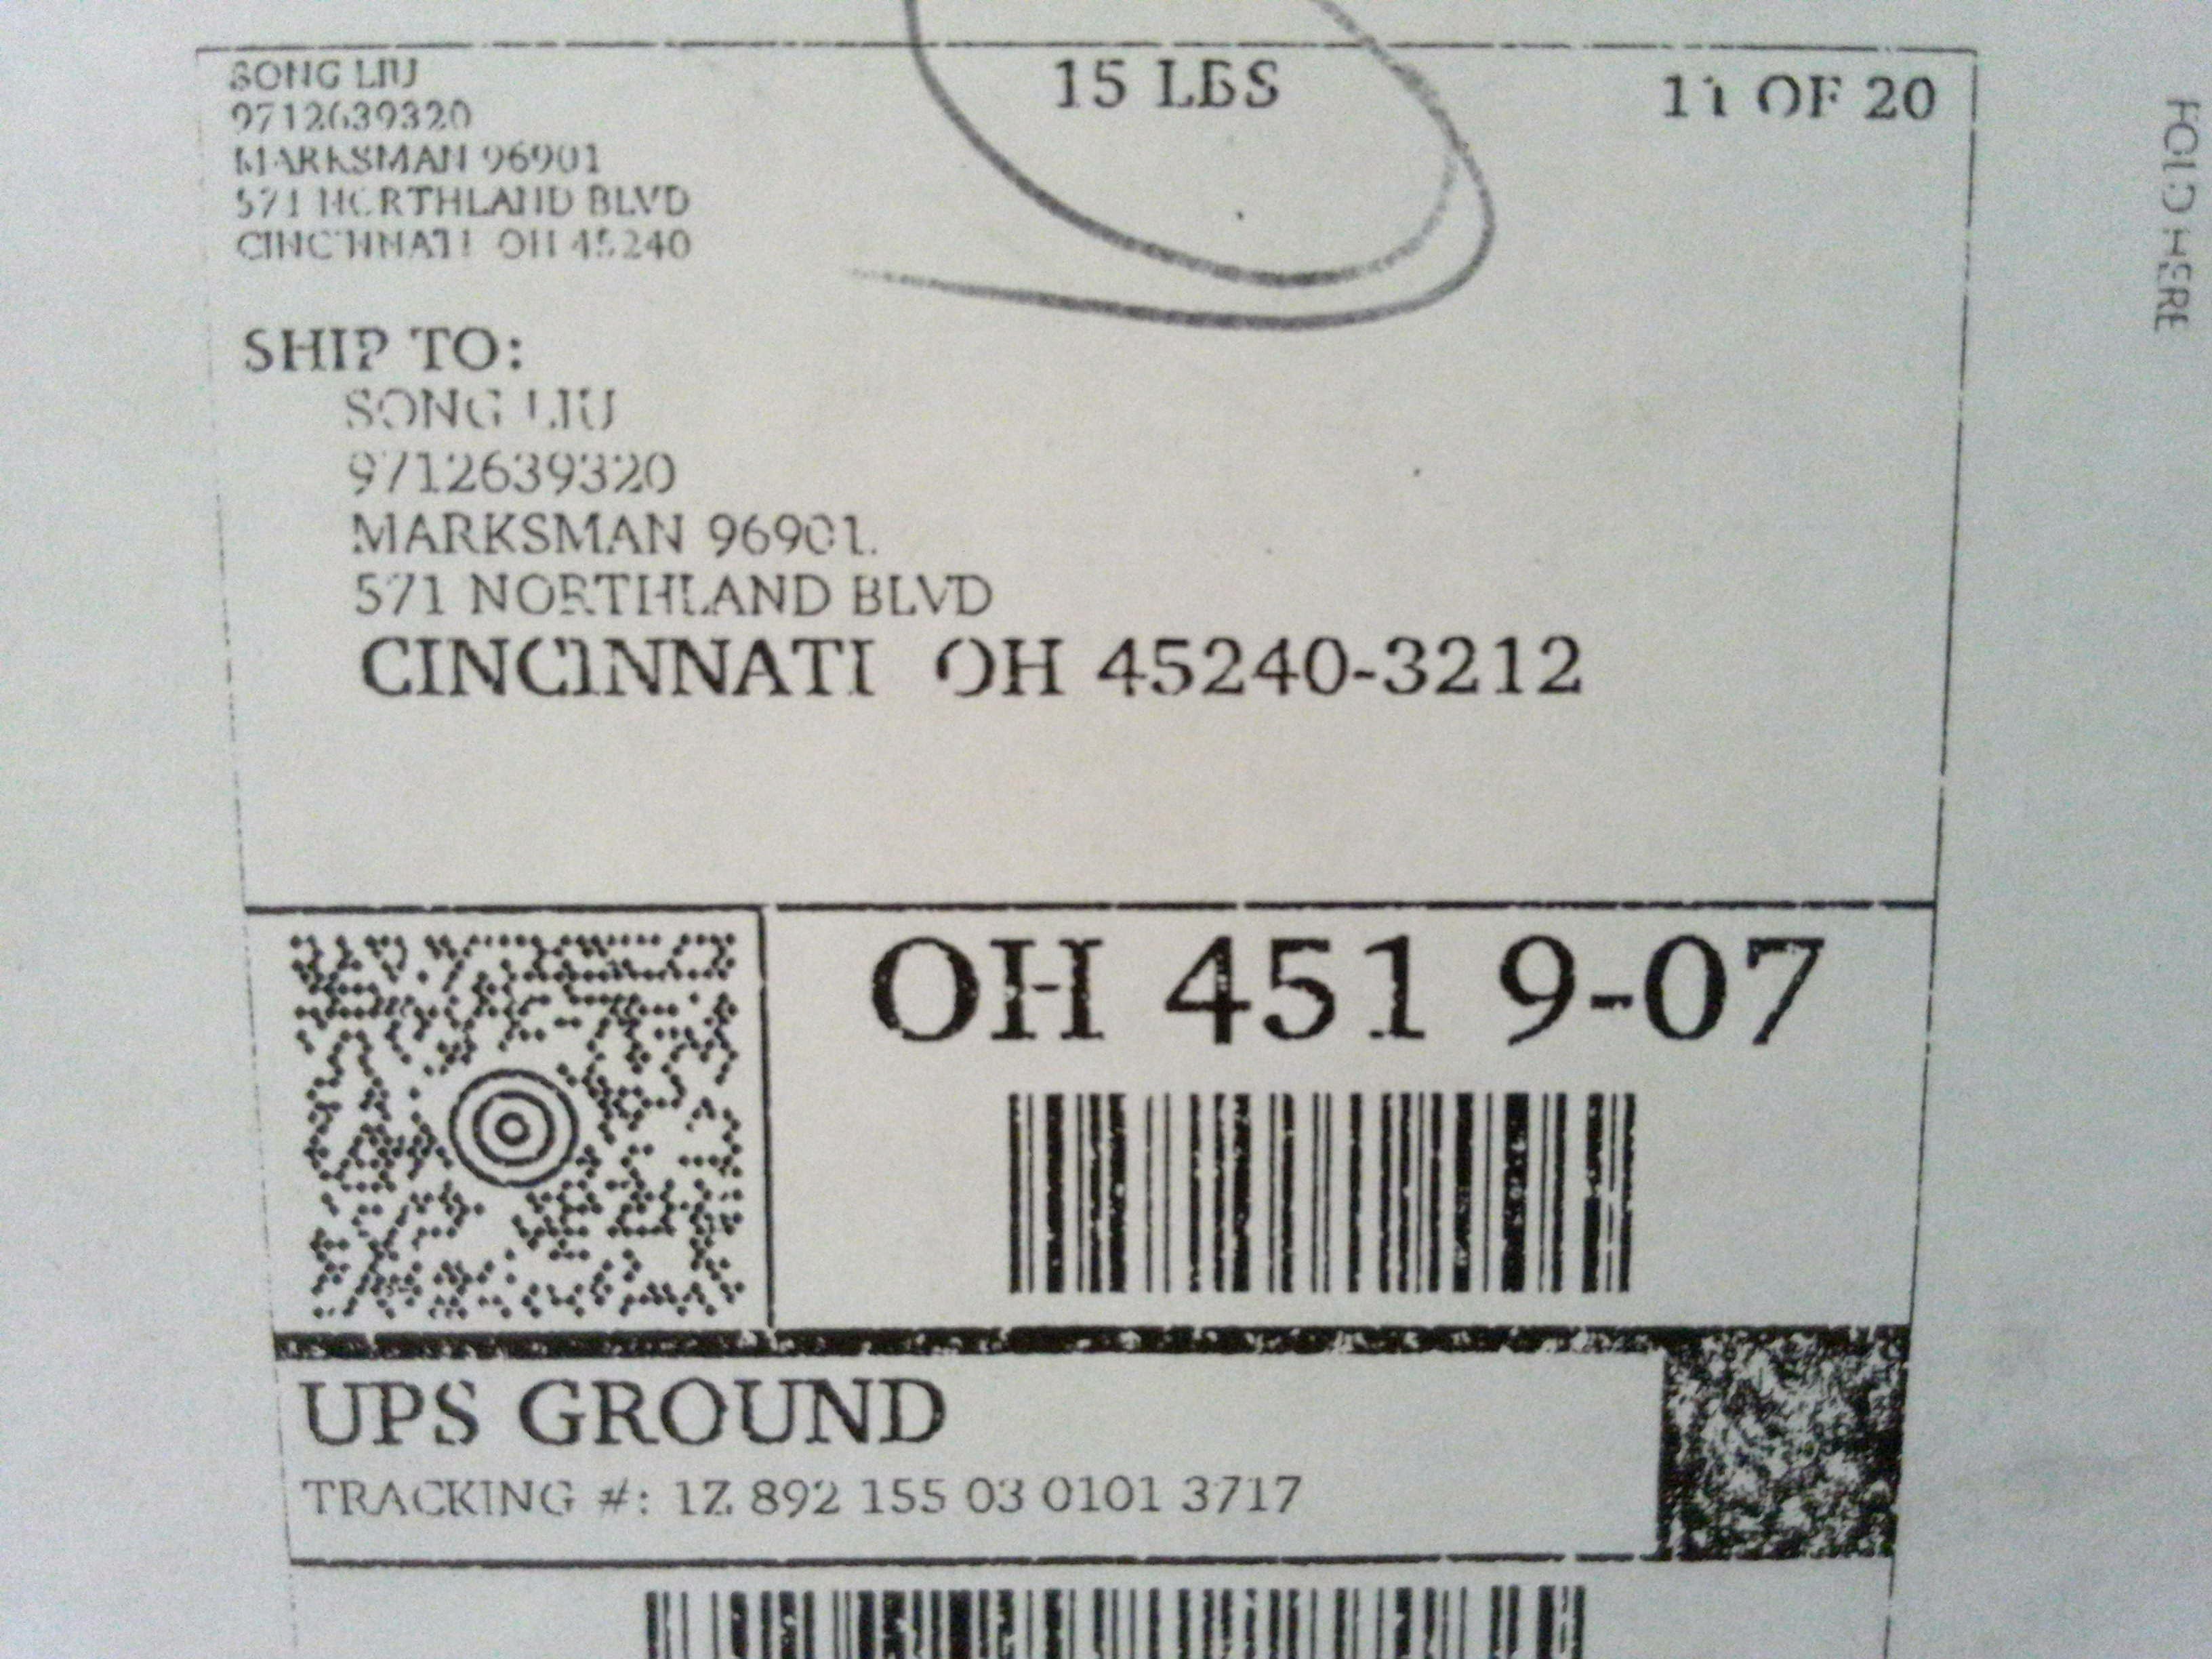 SONG LIU
9712639320
MARKSMAN 96901
571 NORTHLAND BLVD
CINCINNATI OH 45240
15 LBS
11 OF 20
SHIP TO:
SONG LIU
9712639320
MARKSMAN 96901
571 NORTHLAND BLVD
CINCINNATI OH 45240-3212
OH 451 9-07
UPS GROUND
TRACKING #: 1Z 892 155 03 0101 3717
FOLD HERE